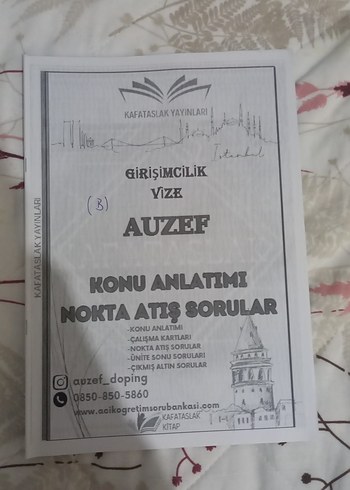 KAFATASLAK YAYINLARI
İstanbul
GİRİŞİMCİLİK
VİZE
(B)
AUZEF
KONU ANLATIMI
NOKTA ATIŞ SORULAR
-KONU ANLATIMI
-ÇALIŞMA KARTLARI
-NOKTA ATIŞ SORULAR
-ÜNİTE SONU SORULARI
-ÇIKMIŞ ALTIN SORULAR
auzef_doping
0850-850-5860
www.acikogretimsorubankasi.com
KAFATASLAK
KİTAP
KAFATASLAK YAYINLARI